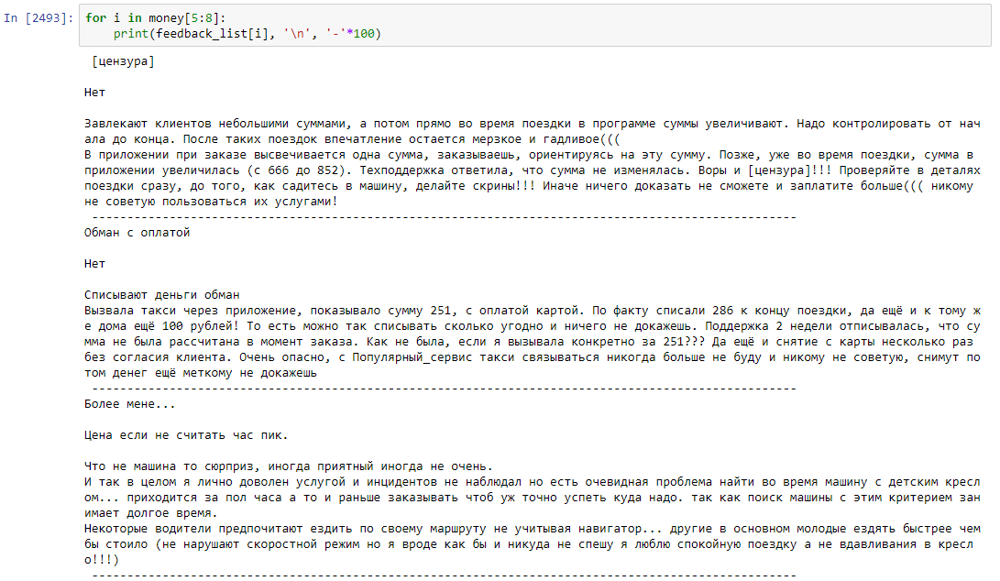 In [2493]: for i in money[5:8]:
print(feedback_list[i], '\n', '-'*100)
[цензура]
Нет
Завлекают клиентов небольшими суммами, а потом прямо во время поездки в программе суммы увеличивают. Надо контролировать от нач
ала до конца. После таких поездок впечатление остается мерзкое и гадливое(((
В приложении при заказе высвечивается одна сумма, заказываешь, ориентируясь на эту сумму. Позже, уже во время поездки, сумма в
приложении увеличилась (с 666 до 852). Техподдержка ответила, что сумма не изменялась. Воры и [цензура]!!! Проверяйте в деталях
поездки сразу, до того, как садитесь в машину, делайте скрины!!! Иначе ничего доказать не сможете и заплатите больше((( никому
не советую пользоваться их услугами!
----------------------------------------------------------------------------------------------------
Обман с оплатой
Нет
Списывают деньги обман
Вызвала такси через приложение, показывало сумму 251, с оплатой картой. По факту списали 286 к концу поездки, да ещё и к тому ж
е дома ещё 100 рублей! То есть можно так списывать сколько угодно и ничего не докажешь. Поддержка 2 недели отписывалась, что су
мма не была рассчитана в момент заказа. Как не была, если я вызывала конкретно за 251??? Да ещё и снятие с карты несколько раз
без согласия клиента. Очень опасно, с Популярный_сервис такси связываться никогда больше не буду и никому не советую, снимут по
том денег ещё меткому не докажешь
----------------------------------------------------------------------------------------------------
Более мене...
Цена если не считать час пик.
Что не машина то сюрприз, иногда приятный иногда не очень.
И так в целом я лично доволен услугой и инцидентов не наблюдал но есть очевидная проблема найти во время машину с детским кресл
ом... приходится за пол часа а то и раньше заказывать чтоб уж точно успеть куда надо. так как поиск машины с этим критерием зан
имает долгое время.
Некоторые водители предпочитают ездить по своему маршруту не учитывая навигатор... другие в основном молодые ездять быстрее чем
бы стоило (не нарушают скоростной режим но я вроде как бы и никуда не спешу я люблю спокойную поездку а не вдавливания в кресл
о!!!)
----------------------------------------------------------------------------------------------------